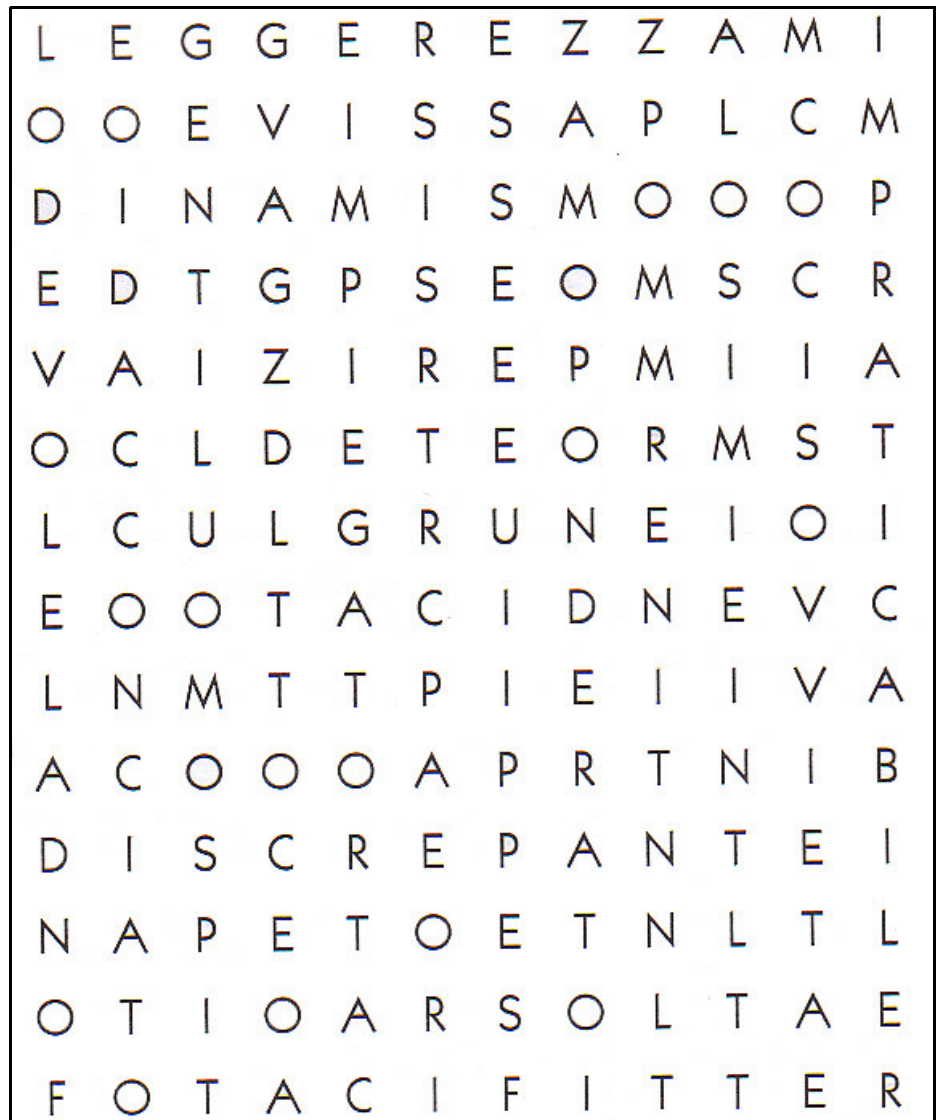 L E G G E R E Z Z A M I
O O E V I S S A P L C M
D I N A M I S M O O O P
E D T G P S E O M S C R
V A I Z I R E P M I I A
O C L D E T E O R M S T
L C U L G R U N E I O I
E O O T A C I D N E V C
L N M T T P I E I I V A
A C O O O A P R T N I B
D I S C R E P A N T E I
N A P E T O E T N L T L
O T I O A R S O L T A E
F O T A C I F I T T E R